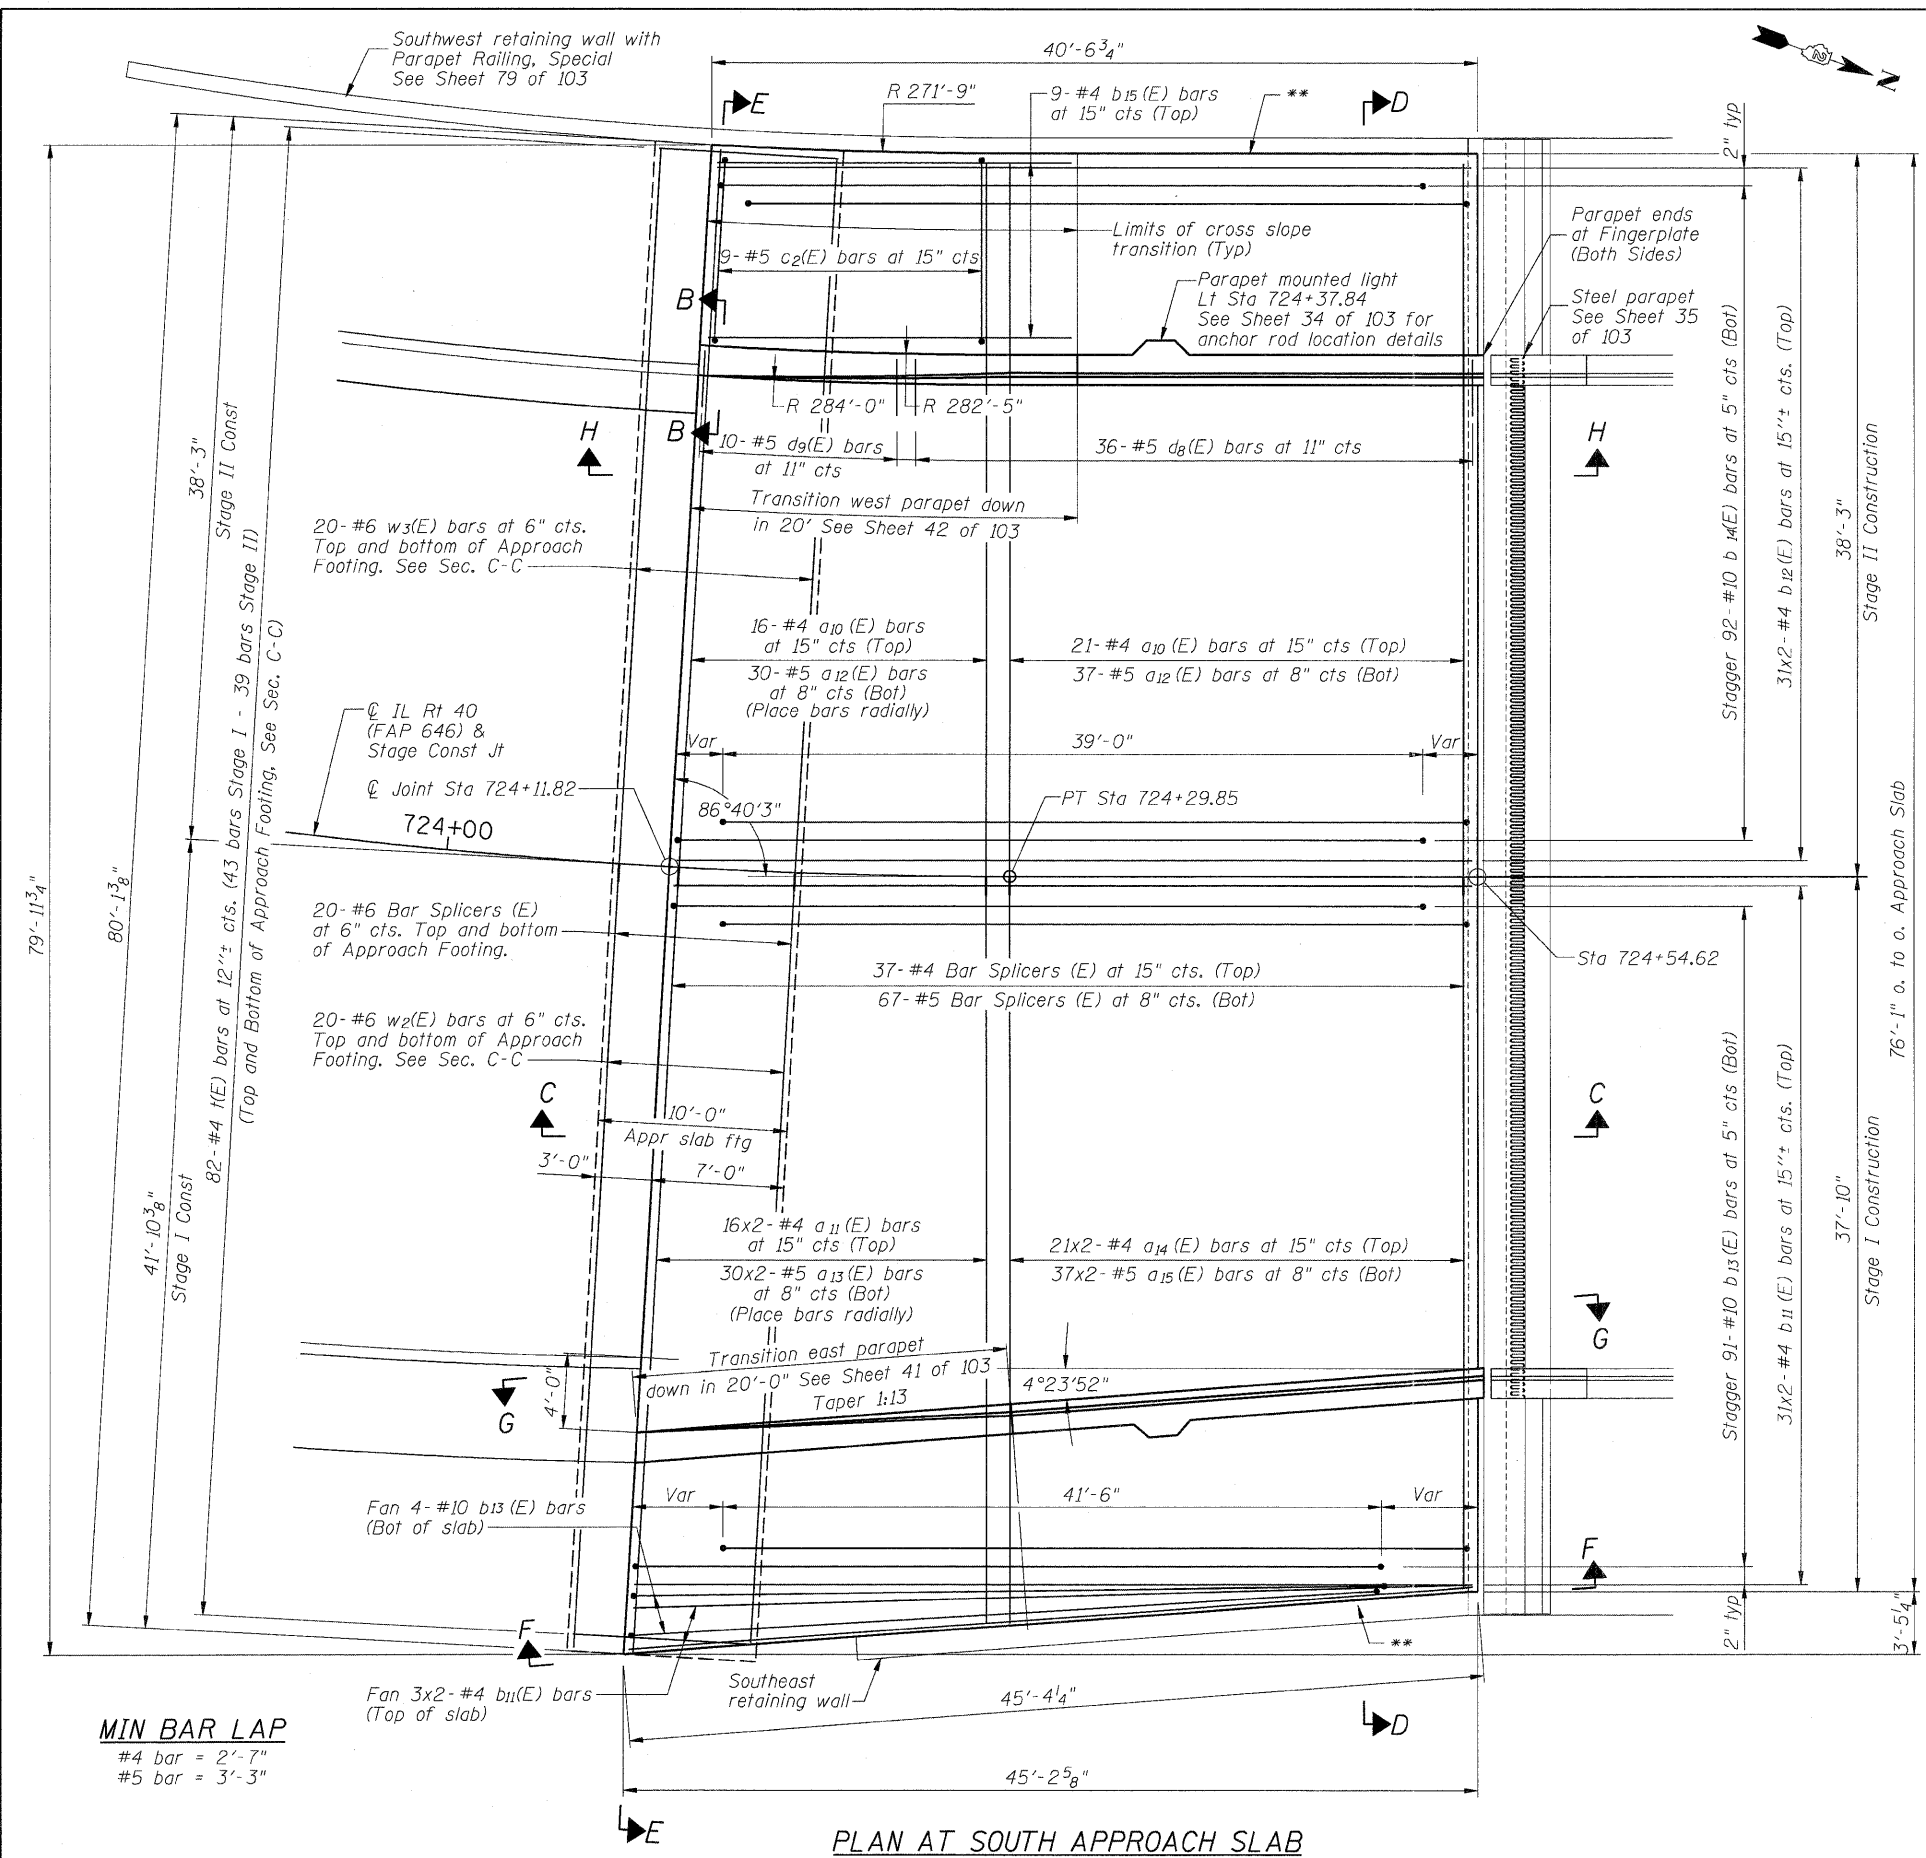 Southwest retaining wall with
Parapet Railing, Special
See Sheet 79 of 103
40'-6 3/4"
R 271'-9"
9-#4 b15(E) bars
at 15" cts (Top)
**
E
D
N
2" typ
Limits of cross slope
transition (Typ)
9-#5 c2(E) bars at 15" cts
Parapet mounted light
Lt Sta 724+37.84
See Sheet 34 of 103 for
anchor rod location details
Parapet ends
at Fingerplate
(Both Sides)
Steel parapet
See Sheet 35
of 103
B
R 284'-0"
R 282'-5"
H
B
10-#5 d9(E) bars
at 11" cts
36-#5 d8(E) bars at 11" cts
H
Transition west parapet down
in 20' See Sheet 42 of 103
20-#6 w3(E) bars at 6" cts.
Top and bottom of Approach
Footing. See Sec. C-C
16-#4 a10(E) bars
at 15" cts (Top)
30-#5 a12(E) bars
at 8" cts (Bot)
(Place bars radially)
21-#4 a10(E) bars at 15" cts (Top)
37-#5 a12(E) bars at 8" cts (Bot)
Stagger 92-#10 b14(E) bars at 5" cts (Bot)
31x2-#4 b12(E) bars at 15"± cts. (Top)
38'-3"
Stage II Construction
38'-3"
Stage II Const
℄ IL Rt 40
(FAP 646) &
Stage Const Jt
℄ Joint Sta 724+11.82
724+00
Var
39'-0"
Var
86°40'3"
PT Sta 724+29.85
79'-11 3/4"
80'-1 3/8"
82-#4 t(E) bars at 12"± cts. (43 bars Stage I - 39 bars Stage II)
(Top and Bottom of Approach Footing, See Sec. C-C)
20-#6 Bar Splicers (E)
at 6" cts. Top and bottom
of Approach Footing.
37-#4 Bar Splicers (E) at 15" cts. (Top)
67-#5 Bar Splicers (E) at 8" cts. (Bot)
Sta 724+54.62
76'-1" o. to o. Approach Slab
20-#6 w2(E) bars at 6" cts.
Top and bottom of Approach
Footing. See Sec. C-C
C
C
10'-0"
Appr slab ftg
3'-0"
7'-0"
41'-10 3/8"
Stage I Const
16x2-#4 a11(E) bars
at 15" cts (Top)
30x2-#5 a13(E) bars
at 8" cts (Bot)
(Place bars radially)
21x2-#4 a14(E) bars at 15" cts (Top)
37x2-#5 a15(E) bars at 8" cts (Bot)
Stagger 91-#10 b13(E) bars at 5" cts (Bot)
31x2-#4 b11(E) bars at 15"± cts. (Top)
37'-10"
Stage I Construction
G
G
Transition east parapet
down in 20'-0" See Sheet 41 of 103
Taper 1:13
4°23'52"
4'-0"
Fan 4-#10 b13(E) bars
(Bot of slab)
Var
41'-6"
Var
F
F
2" typ
3'-5 1/4"
**
Fan 3x2-#4 b11(E) bars
(Top of slab)
Southeast
retaining wall
45'-4 1/4"
D
MIN BAR LAP
#4 bar = 2'-7"
#5 bar = 3'-3"
45'-2 5/8"
E
PLAN AT SOUTH APPROACH SLAB